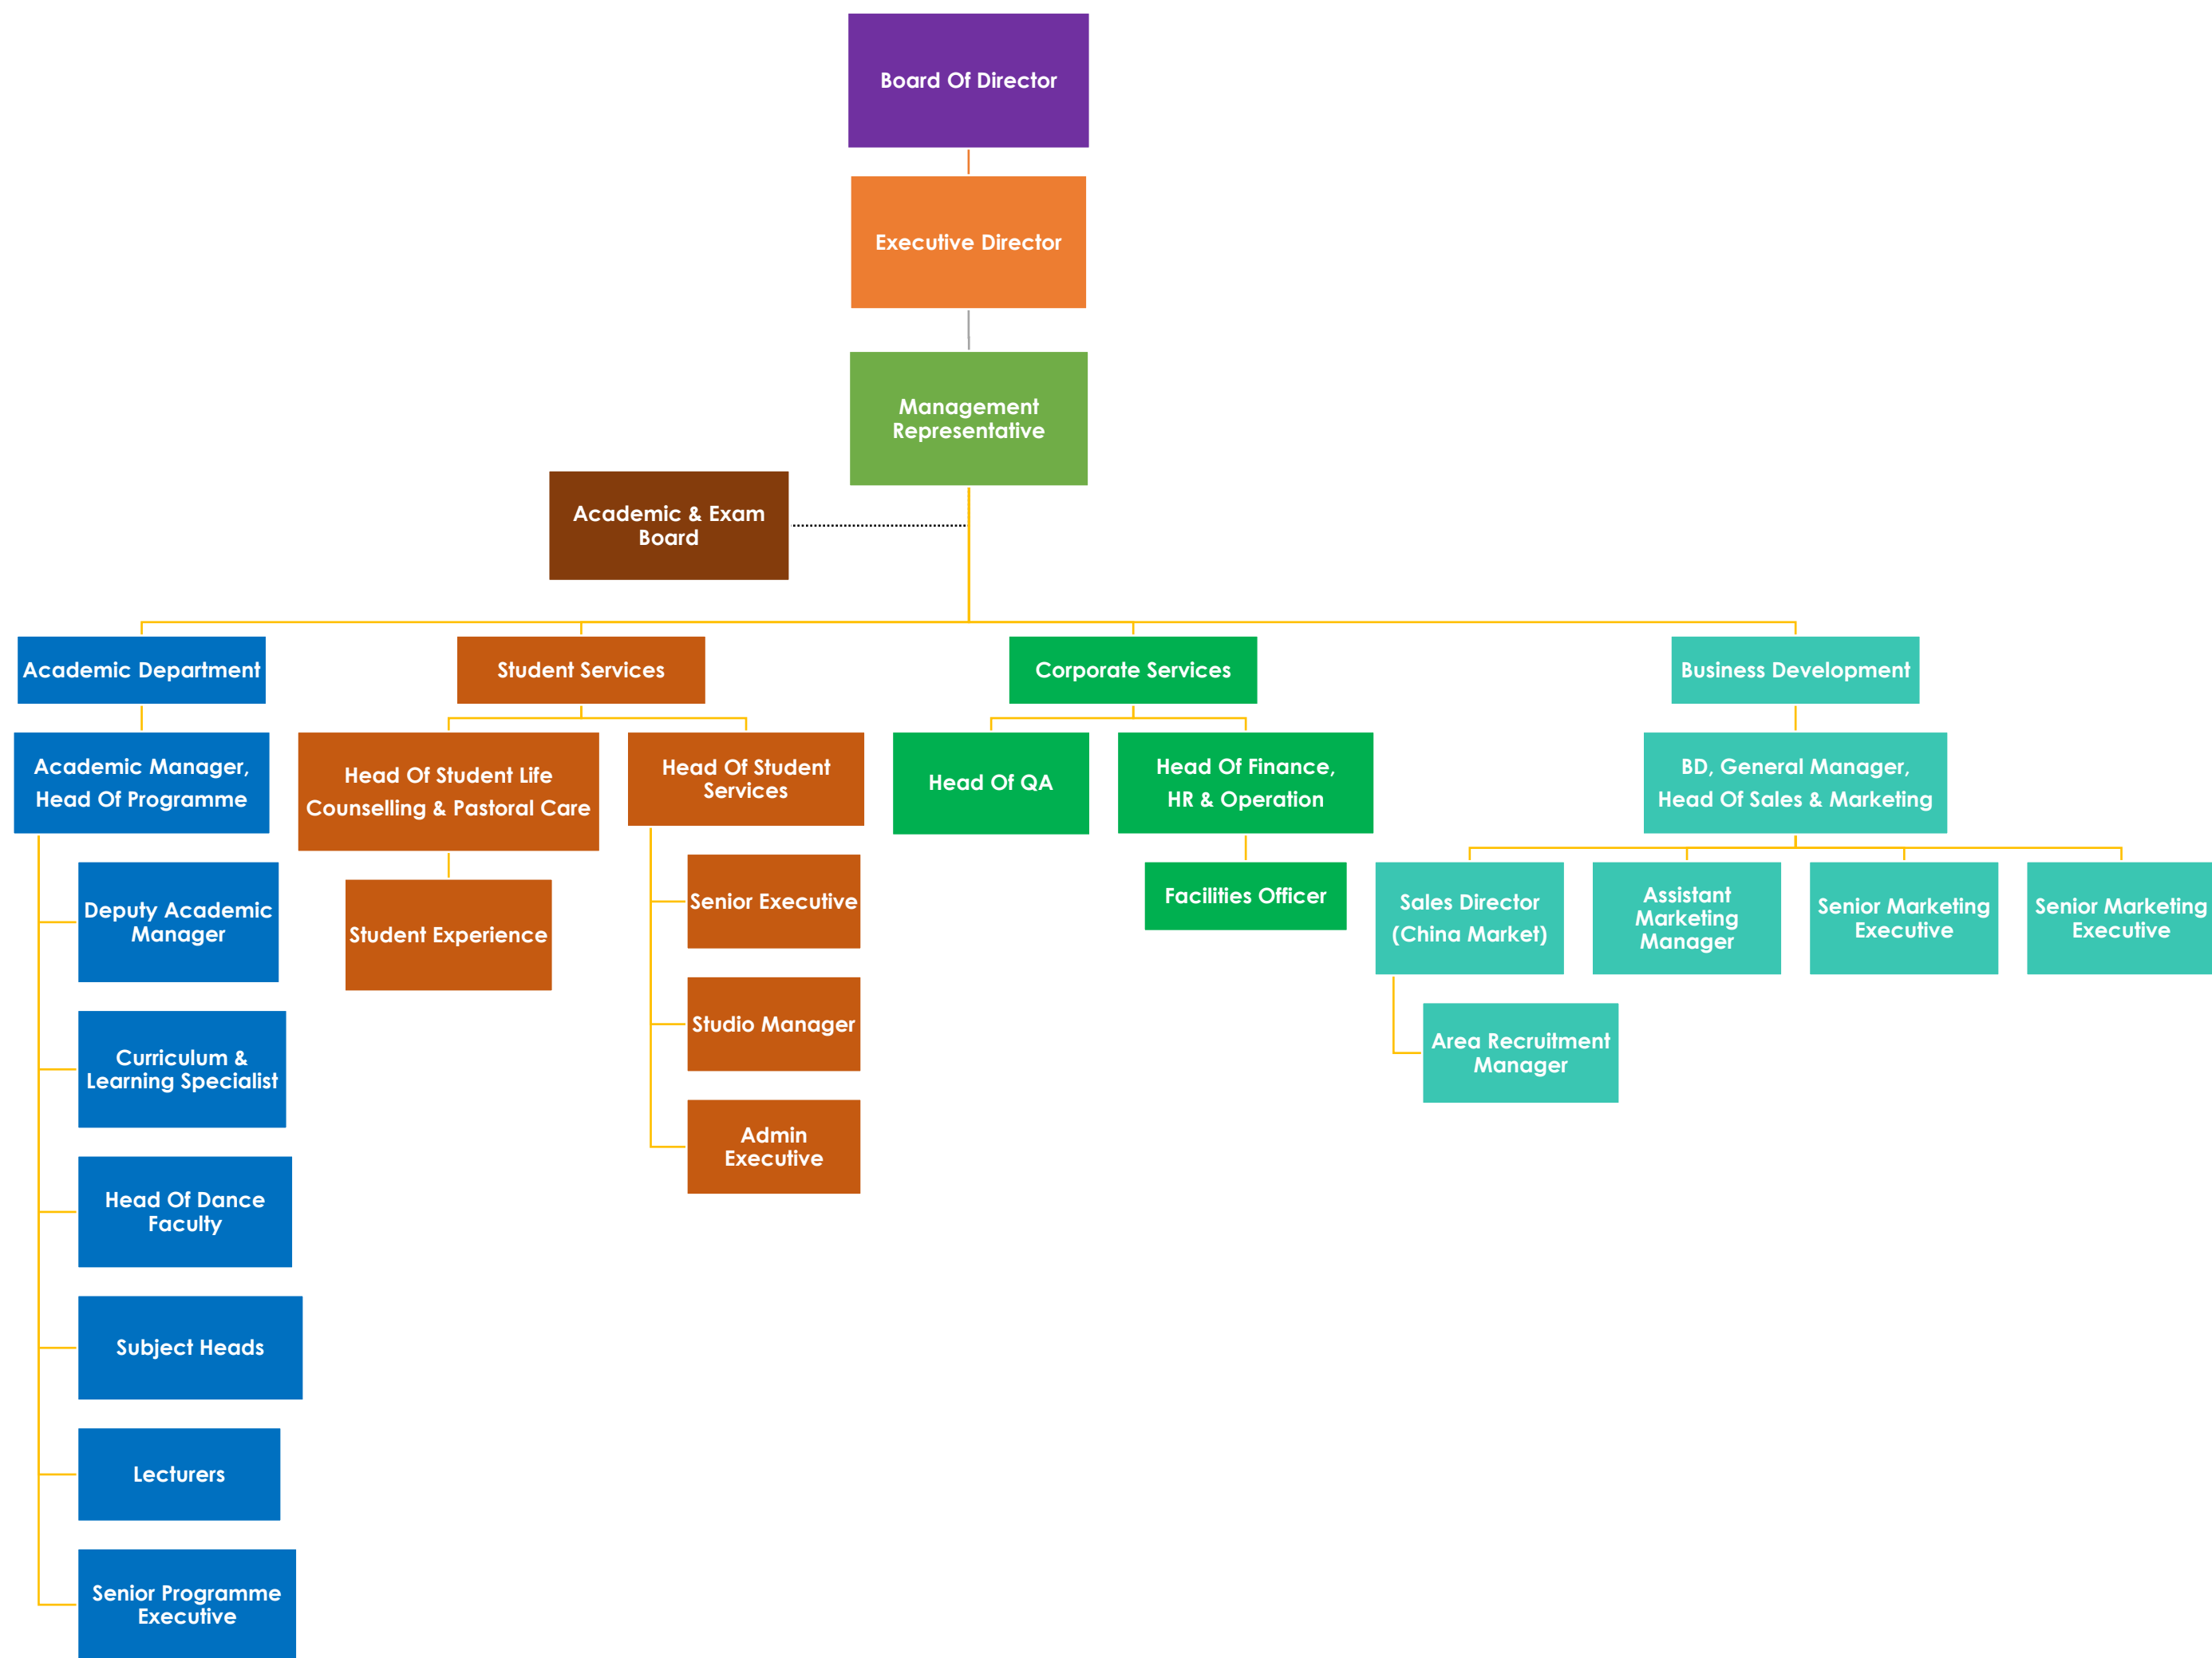 Board Of Director
Executive Director
Management
Representative
Academic & Exam
Board
Academic Department
Student Services
Corporate Services
Business Development
Academic Manager,
Head Of Programme
Head Of Student Life
Counselling & Pastoral Care
Head Of Student
Services
Head Of QA
Head Of Finance,
HR & Operation
BD, General Manager,
Head Of Sales & Marketing
Deputy Academic
Manager
Student Experience
Senior Executive
Facilities Officer
Sales Director
(China Market)
Assistant
Marketing
Manager
Senior Marketing
Executive
Senior Marketing
Executive
Curriculum &
Learning Specialist
Studio Manager
Area Recruitment
Manager
Head Of Dance
Faculty
Admin
Executive
Subject Heads
Lecturers
Senior Programme
Executive